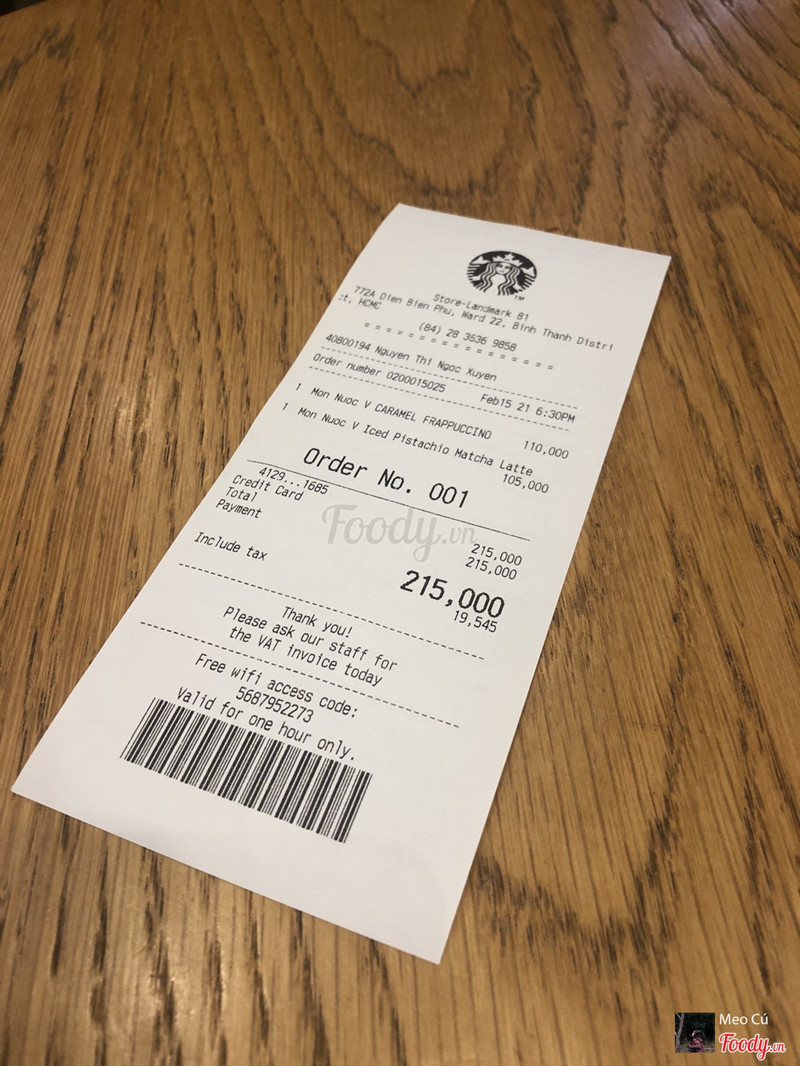 Store-Landmark 81
772A Dien Bien Phu, Ward 22, Binh Thanh Distri
ct, HCMC
(84) 28 3636 9858
= = = = = = = = = = = = = = = =
40800194 Nguyen Thi Ngoc Xuyen
Order number 0200015025 Feb15 21 6:30PM
1 Mon Nuoc V CARAMEL FRAPPUCCINO 110,000
1 Mon Nuoc V Iced Pistachio Matcha Latte
105,000
Order No. 001
4129...1685
Credit Card 215,000
Total 215,000
Payment 215,000
Include tax 19,545
Thank you!
Please ask our staff for
the VAT invoice today
Free wifi access code:
5687952273
Valid for one hour only.
Foody.vn
Meo Cú
Foody.vn